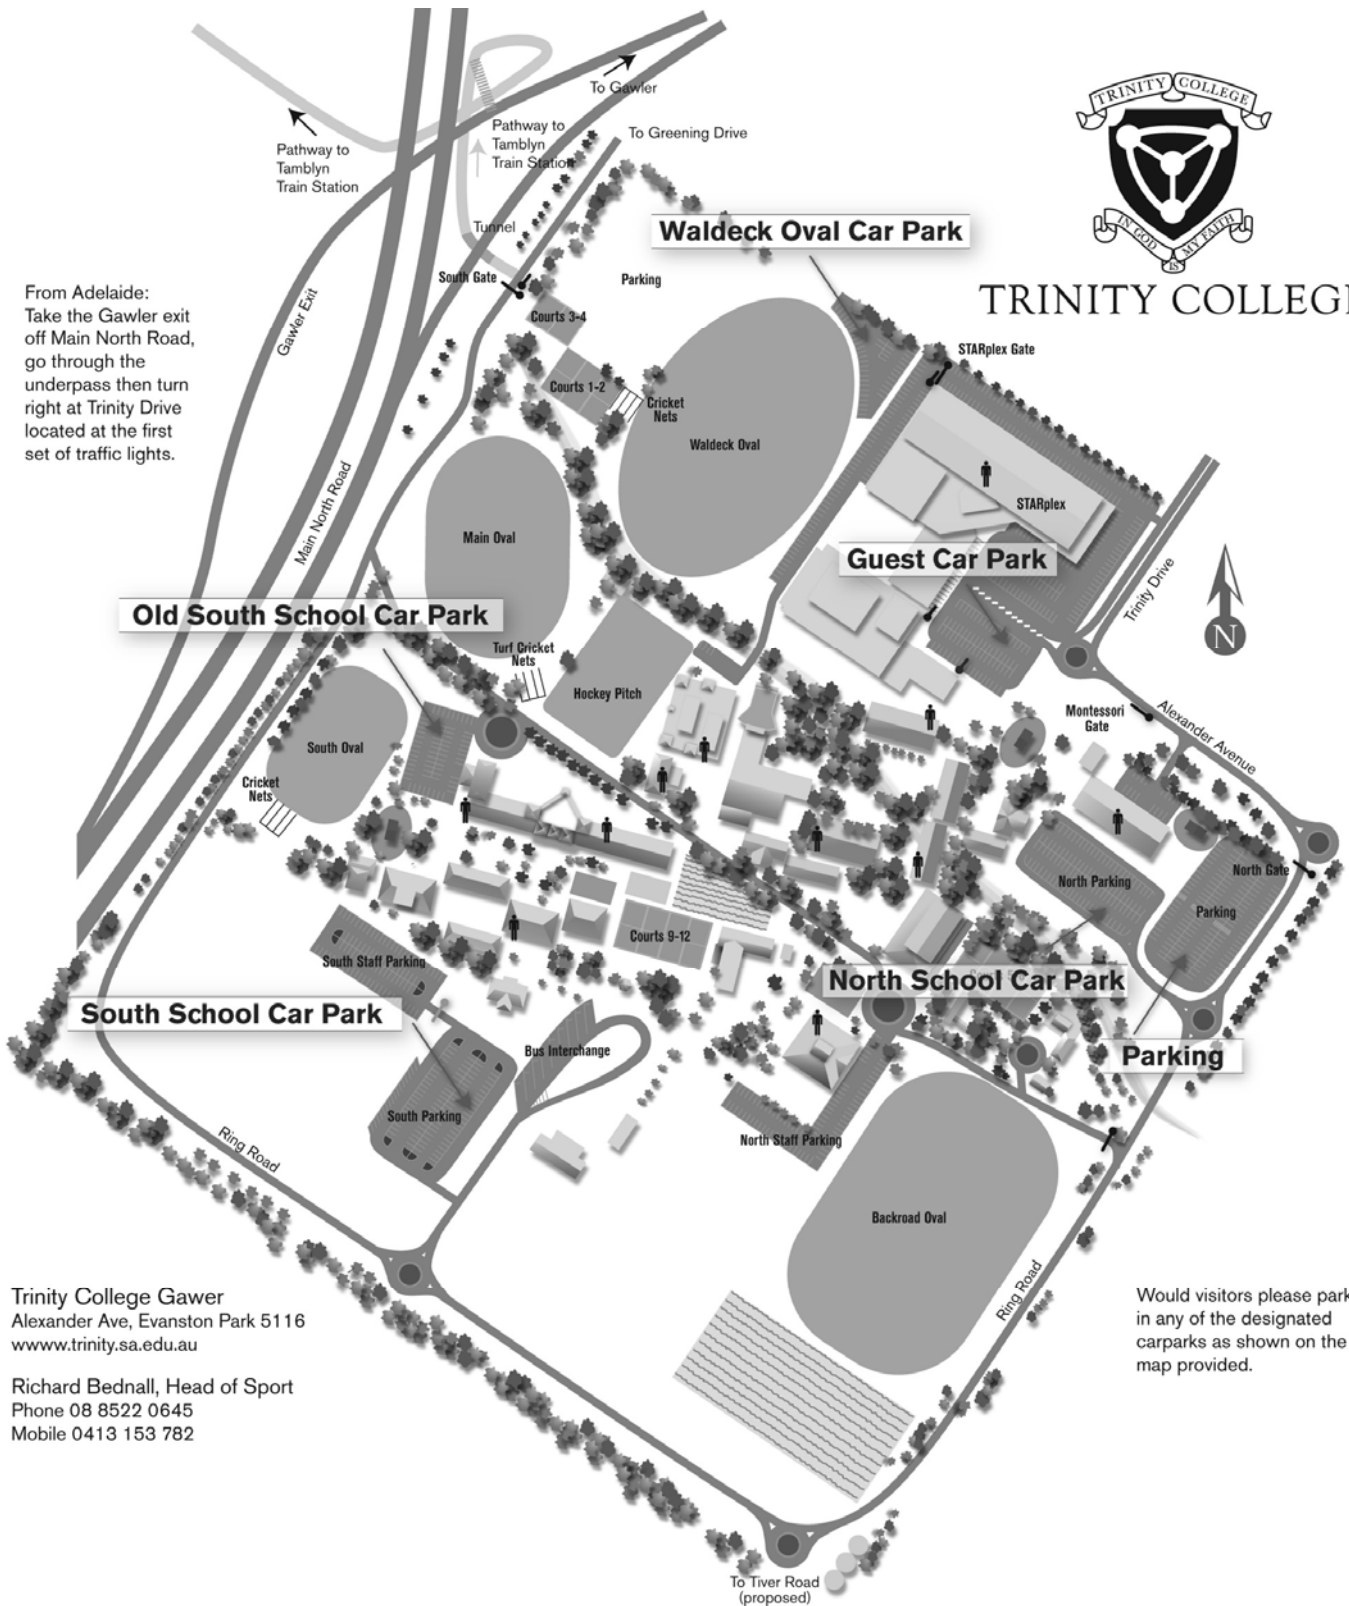 To Gawler
Pathway to
Tamblyn
Train Station
Pathway to
Tamblyn
Train Station
To Greening Drive
TRINITY COLLEGE
IN GOD IS MY FAITH
TRINITY COLLEGE
Tunnel
Waldeck Oval Car Park
South Gate
Parking
From Adelaide:
Take the Gawler exit
off Main North Road,
go through the
underpass then turn
right at Trinity Drive
located at the first
set of traffic lights.
Gawler Exit
Courts 3-4
STARplex Gate
Courts 1-2
Cricket
Nets
Waldeck Oval
Main North Road
STARplex
Main Oval
Guest Car Park
Trinity Drive
Old South School Car Park
N
Turf Cricket
Nets
Hockey Pitch
Montessori
Gate
Alexander Avenue
South Oval
Cricket
Nets
North Gate
North Parking
Parking
Courts 9-12
South Staff Parking
North School Car Park
South School Car Park
Bus Interchange
Parking
South Parking
North Staff Parking
Ring Road
Backroad Oval
Ring Road
Trinity College Gawer
Alexander Ave, Evanston Park 5116
wwww.trinity.sa.edu.au
Richard Bednall, Head of Sport
Phone 08 8522 0645
Mobile 0413 153 782
Would visitors please park
in any of the designated
carparks as shown on the
map provided.
To Tiver Road
(proposed)